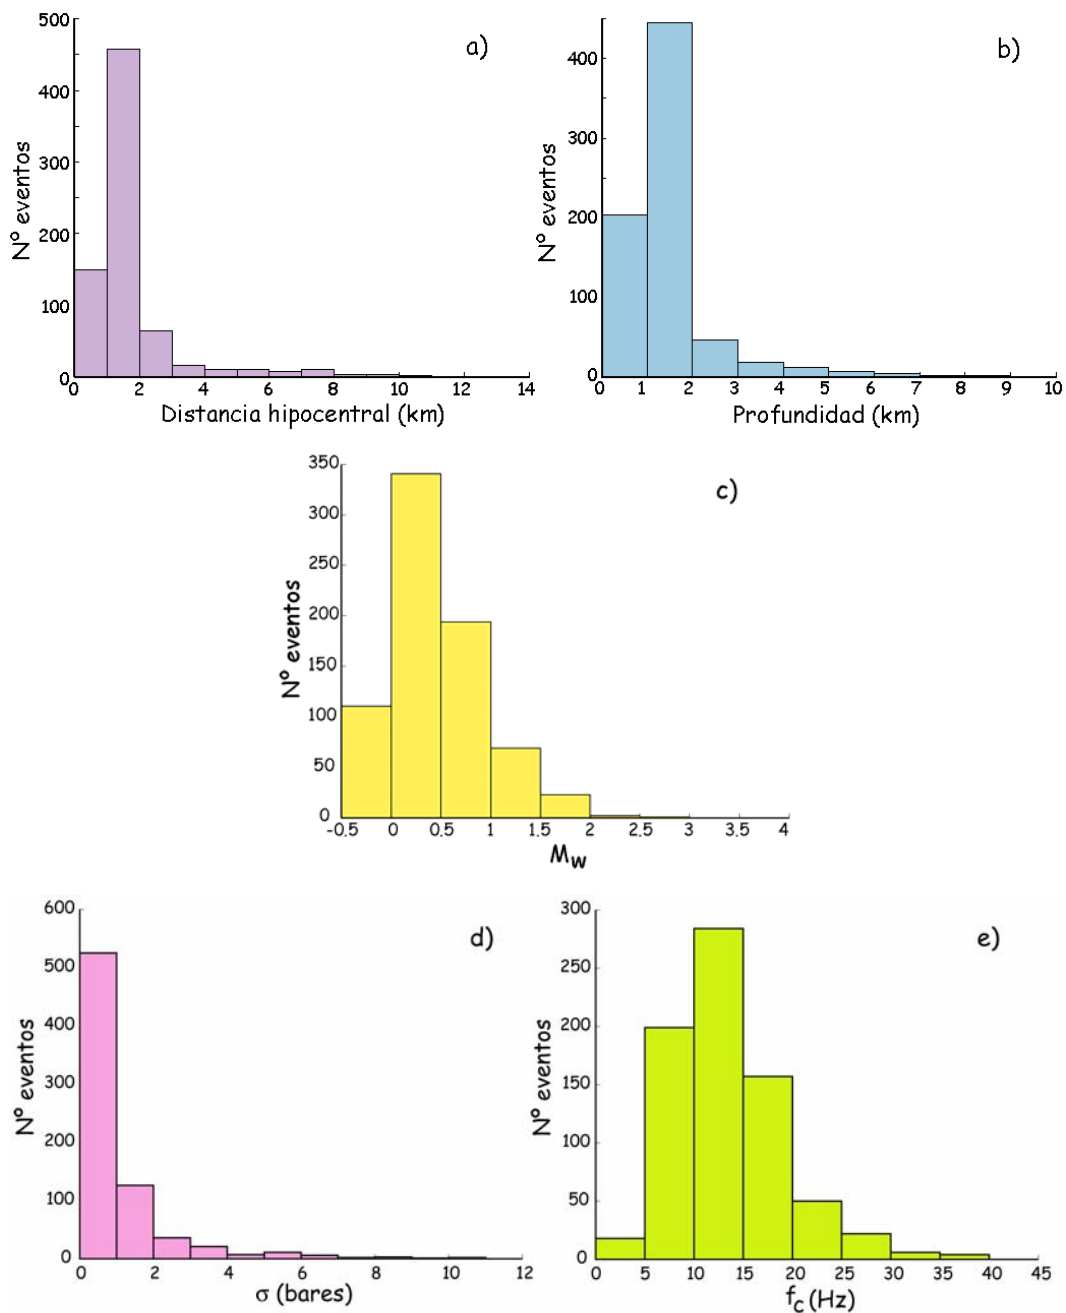 a)
500
400
300
200
100
0
Nº eventos
0 2 4 6 8 10 12 14
Distancia hipocentral (km)
b)
400
300
200
100
0
Nº eventos
0 1 2 3 4 5 6 7 8 9 10
Profundidad (km)
c)
350
300
250
200
150
100
50
0
Nº eventos
-0.5 0 0.5 1 1.5 2 2.5 3 3.5 4
Mw
d)
600
500
400
300
200
100
0
Nº eventos
0 2 4 6 8 10 12
σ (bares)
e)
300
250
200
150
100
50
0
Nº eventos
0 5 10 15 20 25 30 35 40 45
fc (Hz)